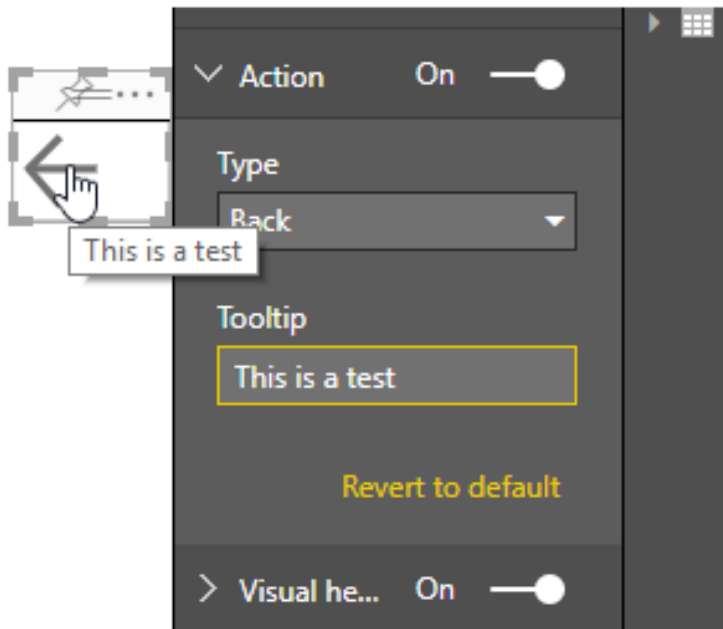 Action On
Type
Back
This is a test
Tooltip
This is a test
Revert to default
Visual he... On